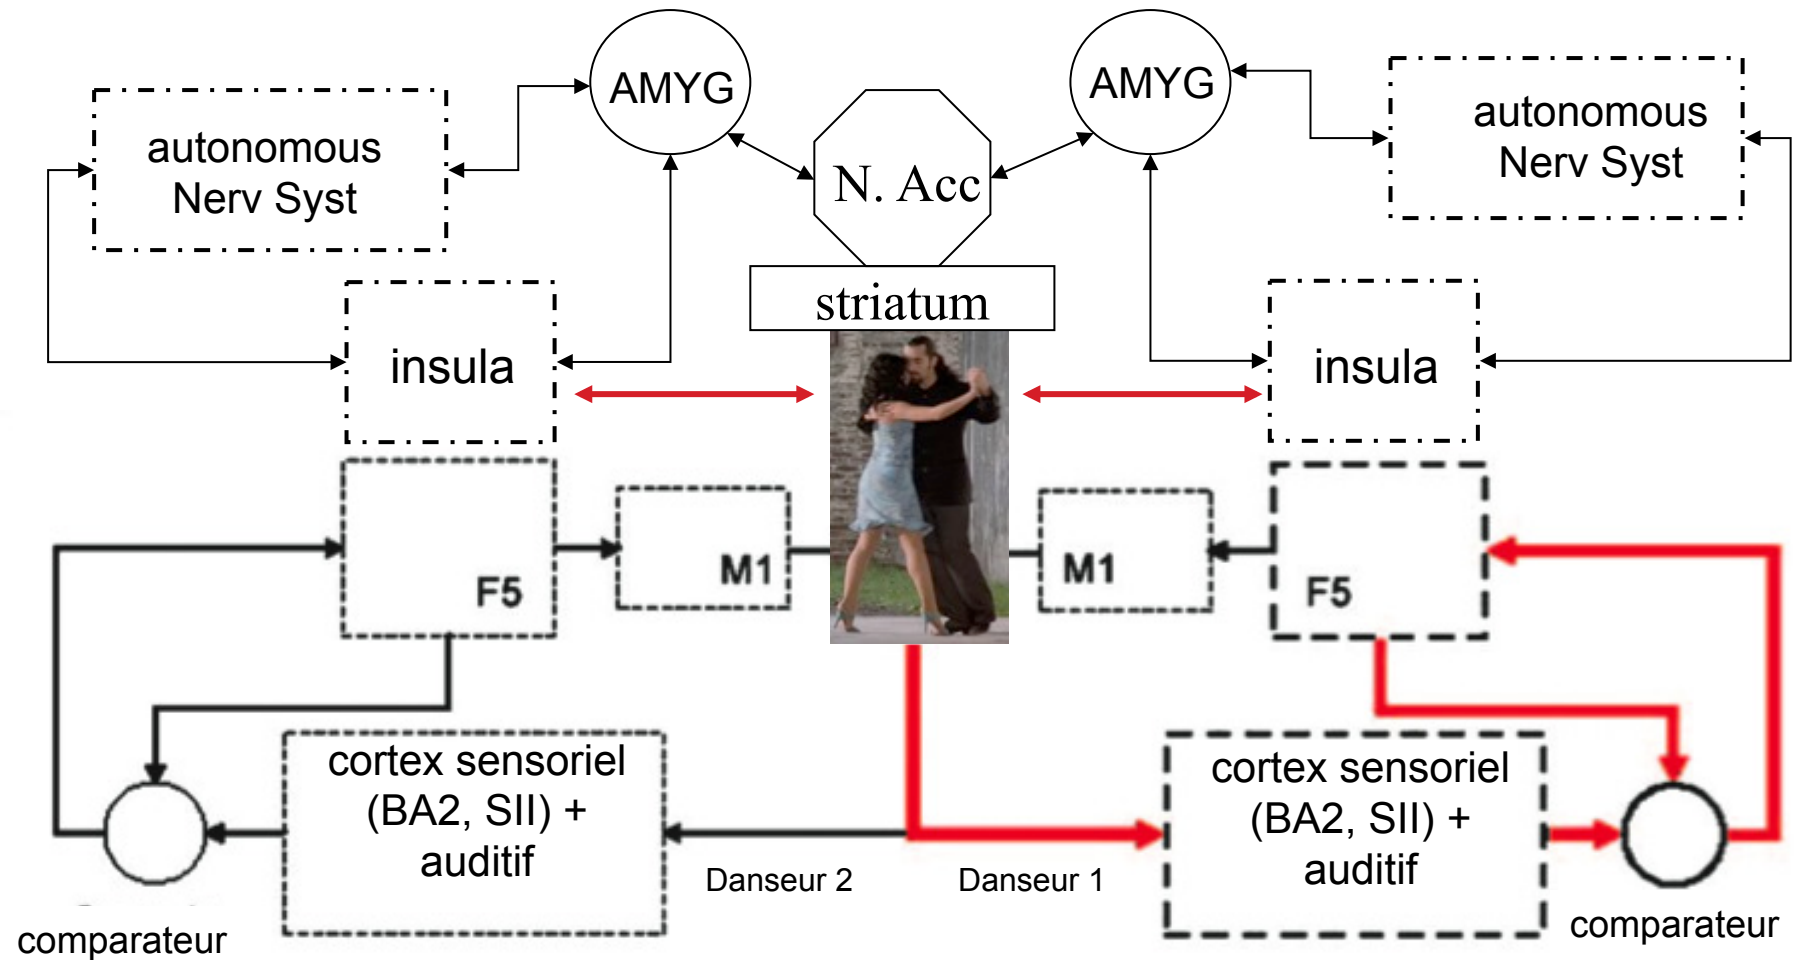 AMYG
AMYG
autonomous
Nerv Syst
N. Acc
autonomous
Nerv Syst
striatum
insula
insula
F5
M1
M1
F5
cortex sensoriel
(BA2, SII) +
auditif
cortex sensoriel
(BA2, SII) +
auditif
Danseur 2
Danseur 1
comparateur
comparateur